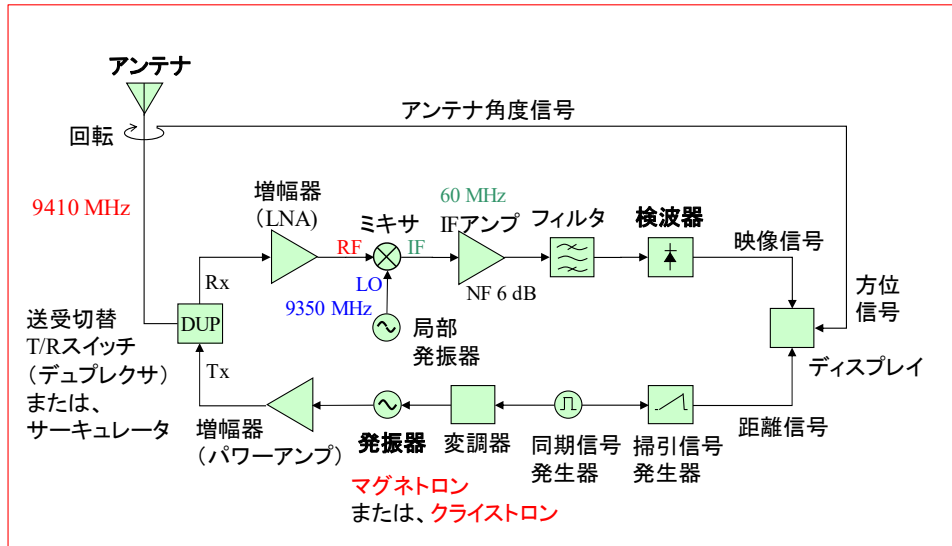 アンテナ
アンテナ角度信号
回転
9410 MHz
増幅器
(LNA)
ミキサ
60 MHz
IFアンプ
フィルタ
検波器
映像信号
RF
IF
LO
9350 MHz
NF 6 dB
局部
発振器
方位
信号
Rx
DUP
Tx
送受切替
T/Rスイッチ
(デュプレクサ)
または、
サーキュレータ
ディスプレイ
増幅器
(パワーアンプ)
発振器
変調器
同期信号
発生器
掃引信号
発生器
距離信号
マグネトロン
または、クライストロン